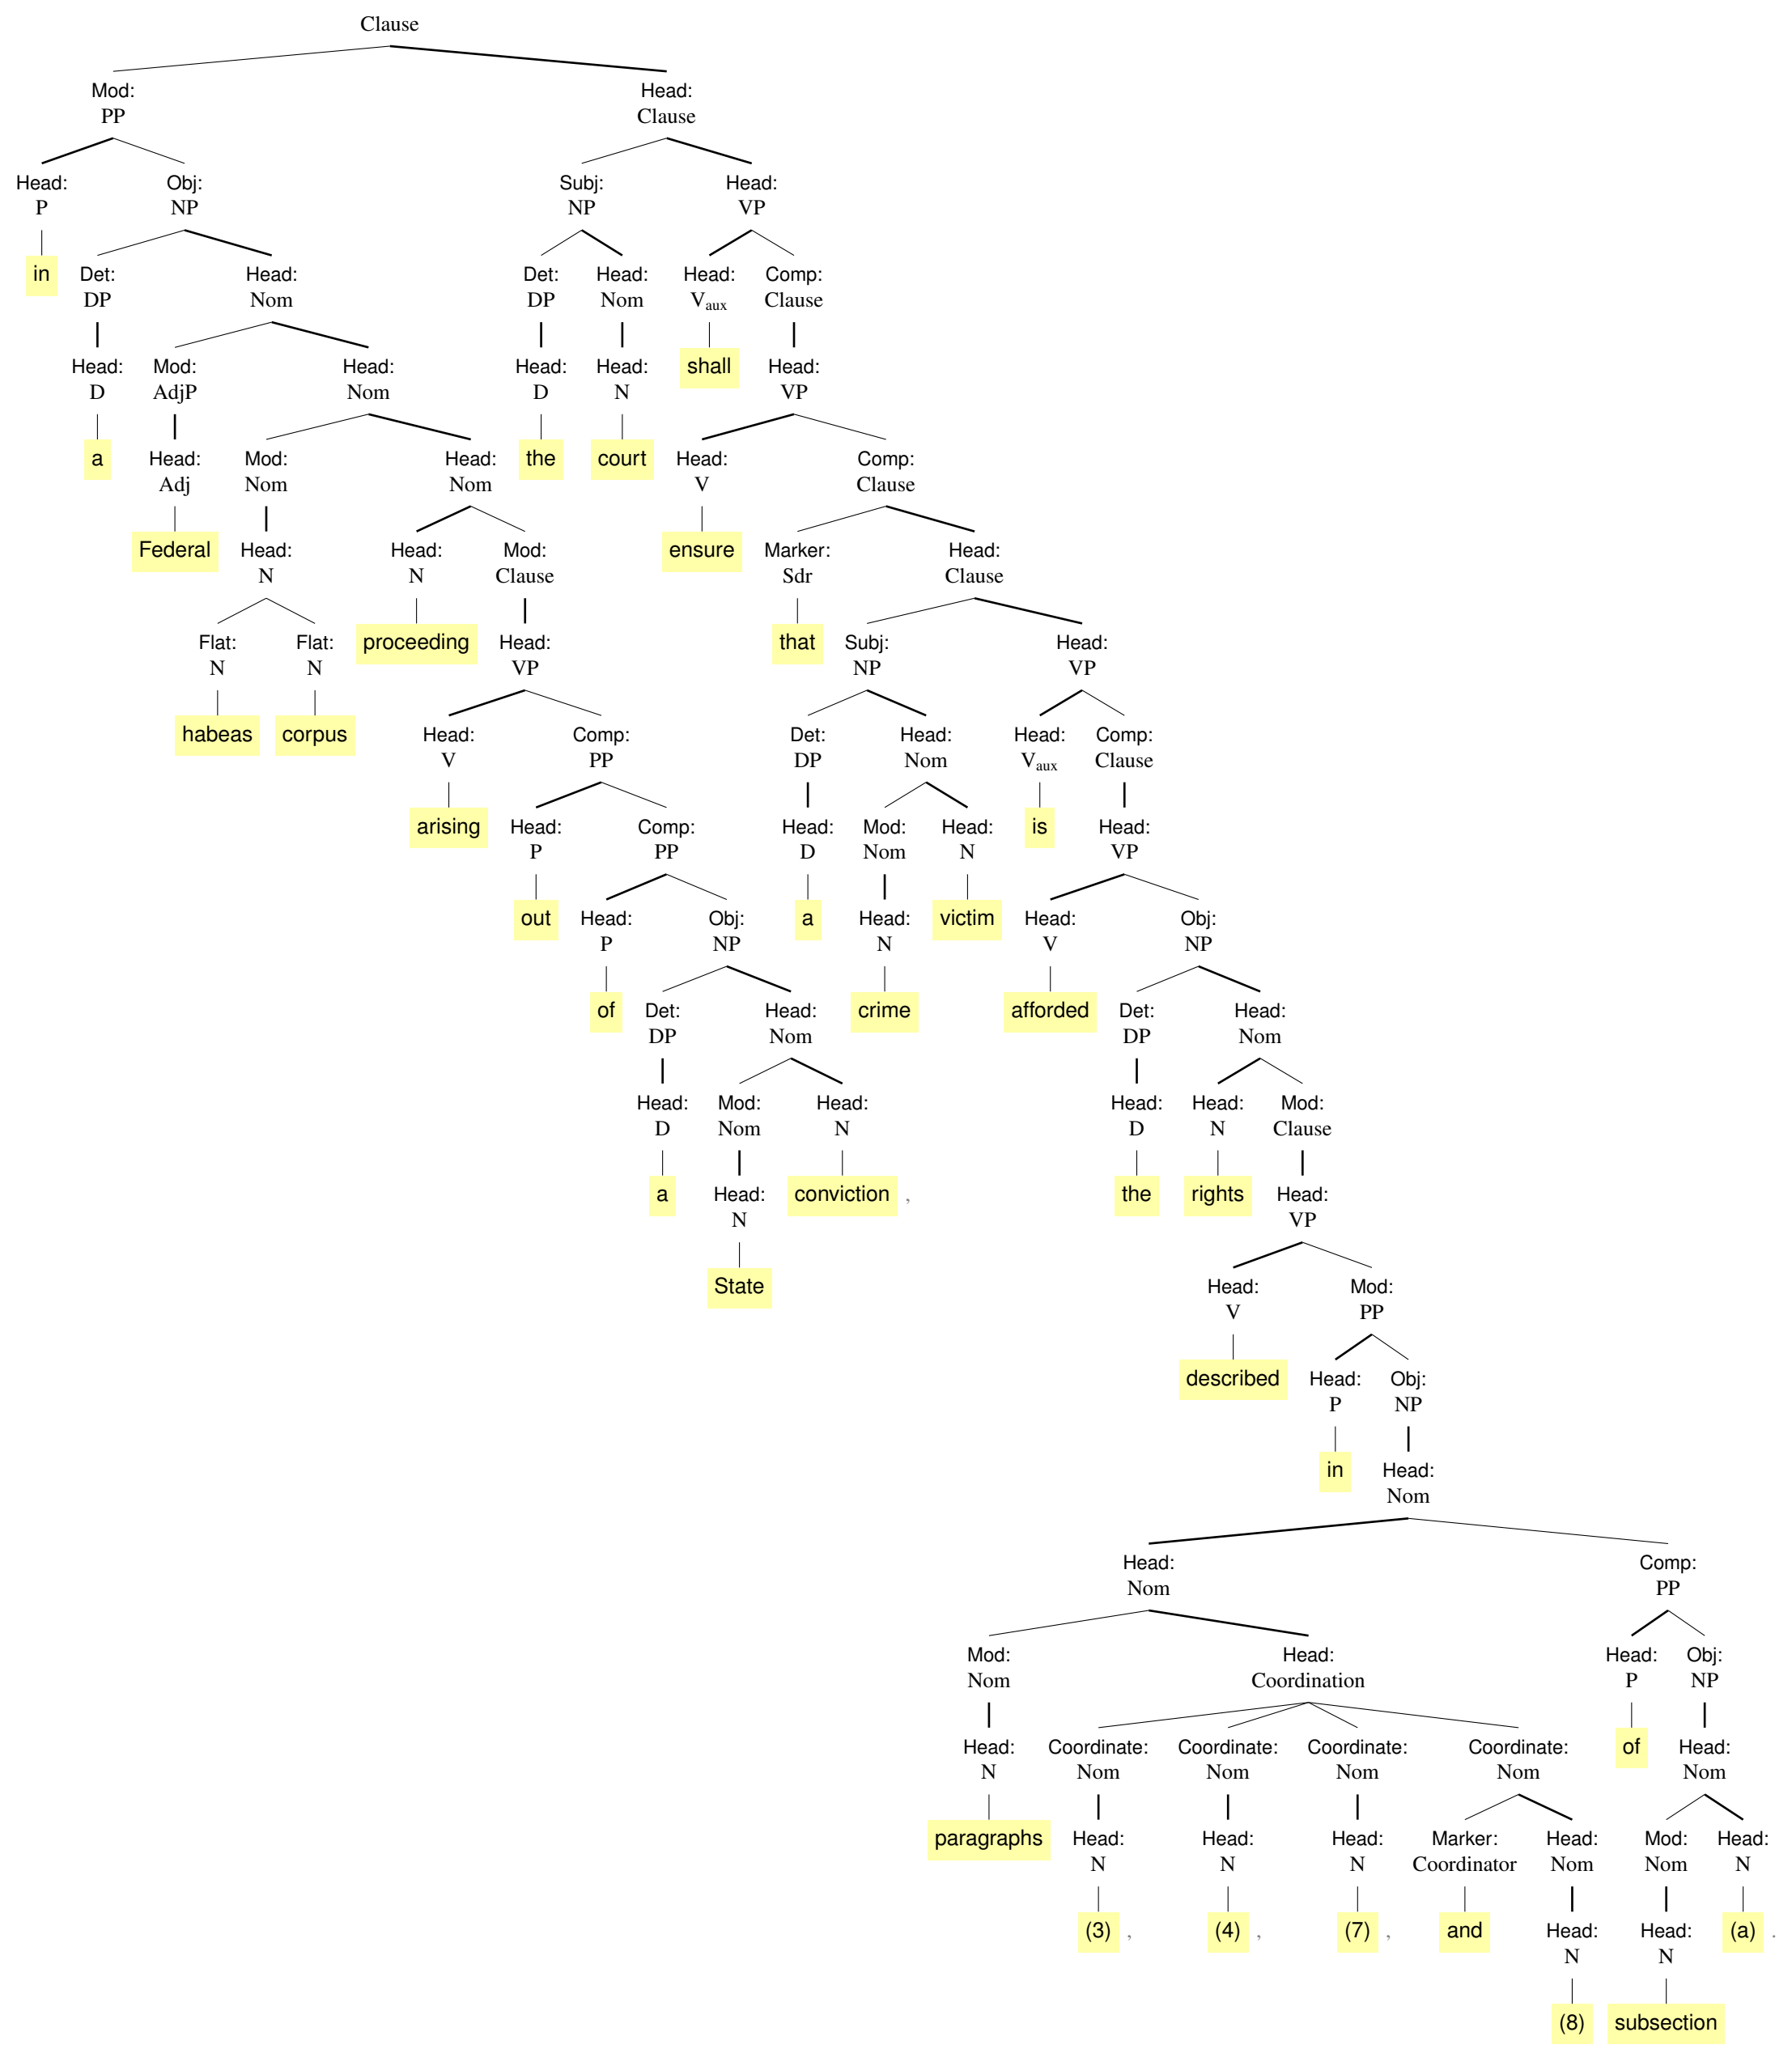 Clause
Mod: Head:
PP Clause
Head: Obj: Subj: Head:
P NP NP VP
in Det: Head: Det: Head: Head: Comp:
DP Nom DP Nom Vaux Clause
Head: Mod: Head: Head: Head: shall Head:
D AdjP Nom D N VP
a Head: Mod: Head: the court Head: Comp:
Adj Nom Nom V Clause
Federal Head: Head: Mod: ensure Marker: Head:
N N Clause Sdr Clause
Flat: Flat: proceeding Head: that Subj: Head:
N N VP NP VP
habeas corpus Head: Comp: Det: Head: Head: Comp:
V PP DP Nom Vaux Clause
arising Head: Comp: Head: Mod: Head: is Head:
P PP D Nom N VP
out Head: Obj: a Head: victim Head: Obj:
P NP N V NP
of Det: Head: crime afforded Det: Head:
DP Nom DP Nom
Head: Mod: Head: Head: Head: Mod:
D Nom N D N Clause
a Head: conviction , the rights Head:
N VP
State Head: Mod:
V PP
described Head: Obj:
P NP
in Head:
Nom
Head: Comp:
Nom PP
Mod: Head: Head: Obj:
Nom Coordination P NP
Head: Coordinate: Coordinate: Coordinate: Coordinate: of Head:
N Nom Nom Nom Nom Nom
paragraphs Head: Head: Head: Marker: Head: Mod: Head:
N N N Coordinator Nom Nom N
(3) , (4) , (7) , and Head: Head: (a) .
N N
(8) subsection